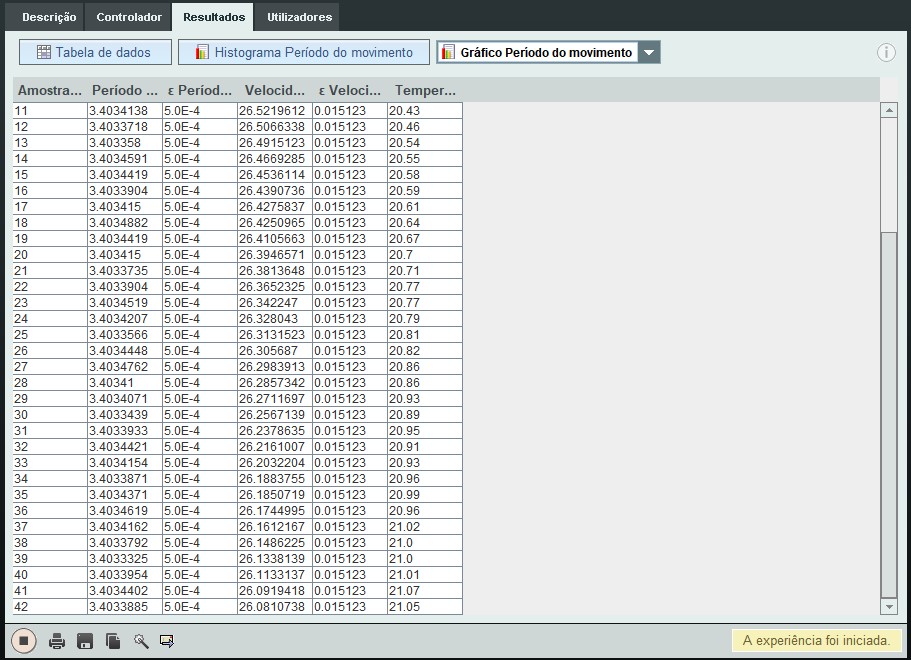 Descrição Controlador Resultados Utilizadores
Tabela de dados Histograma Período do movimento Gráfico Período do movimento
Amostra... Período ... ε Períod... Velocid... ε Veloci... Temper...
11 3.4034138 5.0E-4 26.5219612 0.015123 20.43
12 3.4033718 5.0E-4 26.5066338 0.015123 20.46
13 3.403358 5.0E-4 26.4915123 0.015123 20.54
14 3.4034591 5.0E-4 26.4669285 0.015123 20.55
15 3.4034419 5.0E-4 26.4536114 0.015123 20.58
16 3.4033904 5.0E-4 26.4390736 0.015123 20.59
17 3.403415 5.0E-4 26.4275837 0.015123 20.61
18 3.4034882 5.0E-4 26.4250965 0.015123 20.64
19 3.4034419 5.0E-4 26.4105663 0.015123 20.67
20 3.403415 5.0E-4 26.3946571 0.015123 20.7
21 3.4033735 5.0E-4 26.3813648 0.015123 20.71
22 3.4033904 5.0E-4 26.3652325 0.015123 20.77
23 3.4034519 5.0E-4 26.342247 0.015123 20.77
24 3.4034207 5.0E-4 26.328043 0.015123 20.79
25 3.4033566 5.0E-4 26.3131523 0.015123 20.81
26 3.4034448 5.0E-4 26.305687 0.015123 20.82
27 3.4034762 5.0E-4 26.2983913 0.015123 20.86
28 3.40341 5.0E-4 26.2857342 0.015123 20.86
29 3.4034071 5.0E-4 26.2711697 0.015123 20.93
30 3.4033439 5.0E-4 26.2567139 0.015123 20.89
31 3.4033933 5.0E-4 26.2378635 0.015123 20.95
32 3.4034421 5.0E-4 26.2161007 0.015123 20.91
33 3.4034154 5.0E-4 26.2032204 0.015123 20.93
34 3.4033871 5.0E-4 26.1883755 0.015123 20.96
35 3.4034371 5.0E-4 26.1850719 0.015123 20.99
36 3.4034619 5.0E-4 26.1744995 0.015123 20.96
37 3.4034162 5.0E-4 26.1612167 0.015123 21.02
38 3.4033792 5.0E-4 26.1486225 0.015123 21.0
39 3.4033325 5.0E-4 26.1338139 0.015123 21.0
40 3.4033954 5.0E-4 26.1133137 0.015123 21.01
41 3.4034402 5.0E-4 26.0919418 0.015123 21.07
42 3.4033885 5.0E-4 26.0810738 0.015123 21.05
A experiência foi iniciada.